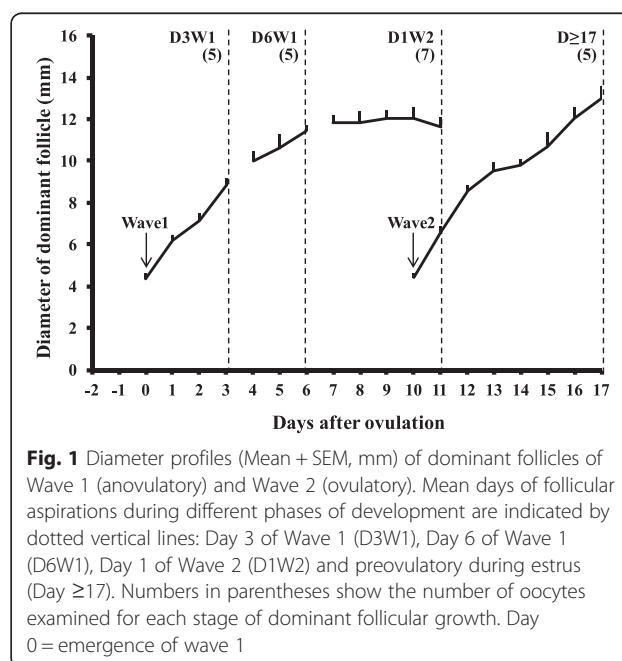 D3W1 D6W1 D1W2 D≥17
(5) (5) (7) (5)
16
14
12
10
8
6
4
2
0
Diameter of dominant follicle (mm)
Wave1
Wave2
-2 -1 0 1 2 3 4 5 6 7 8 9 10 11 12 13 14 15 16 17
Days after ovulation
Fig. 1 Diameter profiles (Mean + SEM, mm) of dominant follicles of
Wave 1 (anovulatory) and Wave 2 (ovulatory). Mean days of follicular
aspirations during different phases of development are indicated by
dotted vertical lines: Day 3 of Wave 1 (D3W1), Day 6 of Wave 1
(D6W1), Day 1 of Wave 2 (D1W2) and preovulatory during estrus
(Day ≥17). Numbers in parentheses show the number of oocytes
examined for each stage of dominant follicular growth. Day
0 = emergence of wave 1